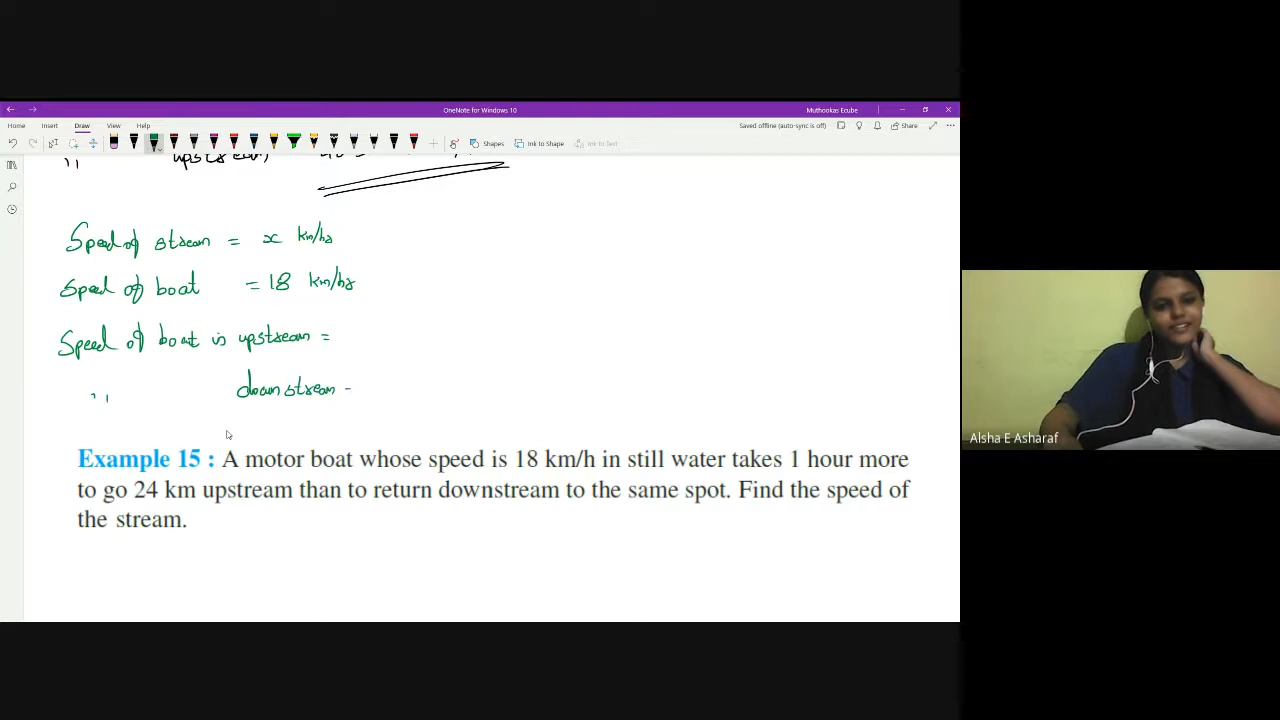 OneNote for Windows 10
Muthookas Ecube
Home Insert Draw View Help
Saved offline (auto-sync is off) Share
Shapes Ink to Shape Ink to Text
upstream
Speed of stream = x km/hr
Speed of boat = 18 km/hr
Speed of boat in upstream =
,, downstream -
Example 15 : A motor boat whose speed is 18 km/h in still water takes 1 hour more
to go 24 km upstream than to return downstream to the same spot. Find the speed of
the stream.
Alsha E Asharaf